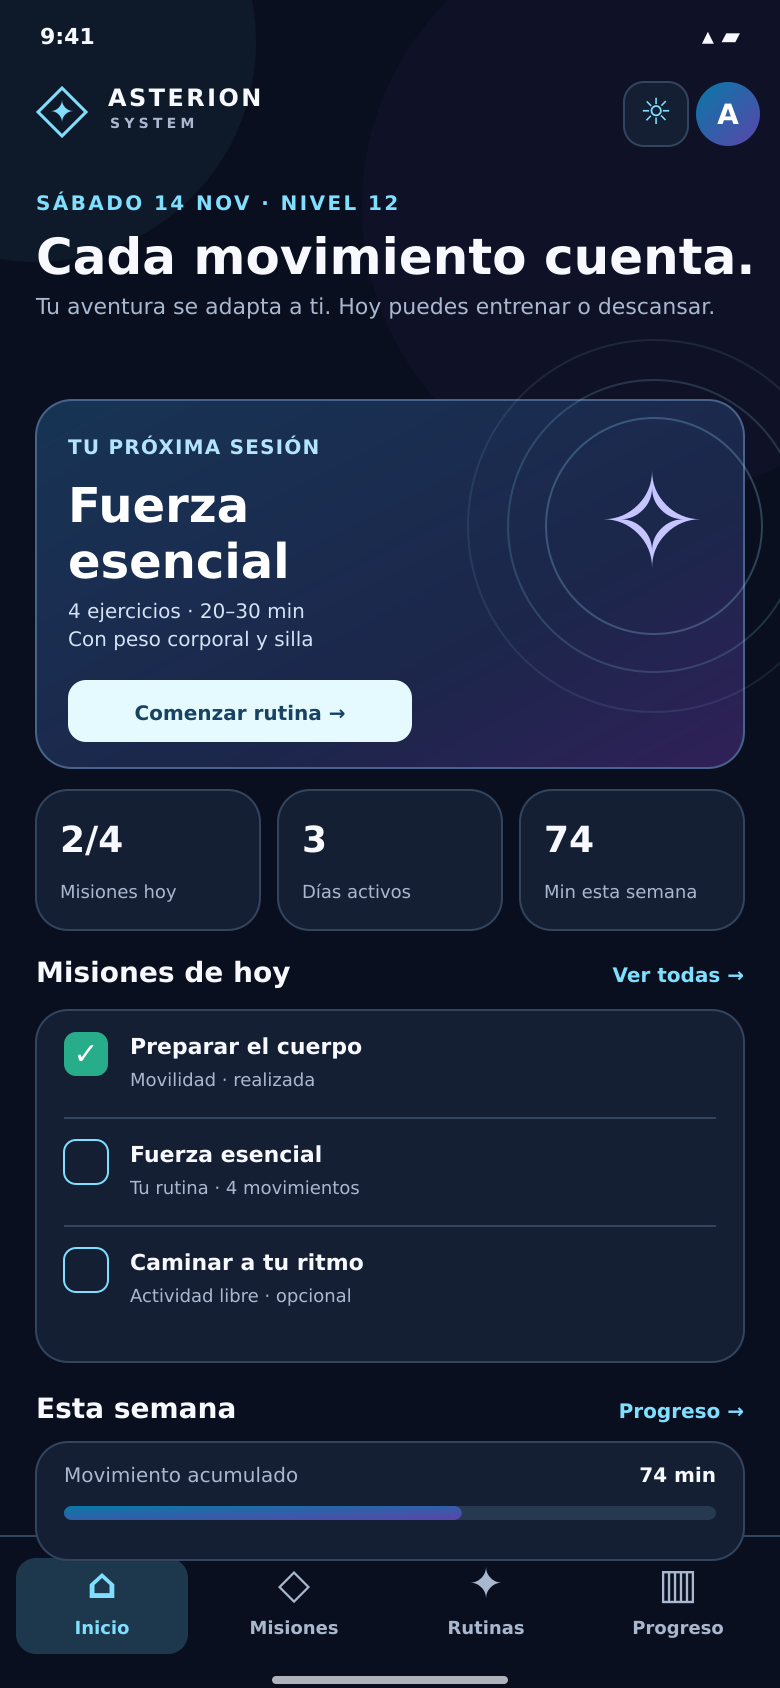 9:41
ASTERION
SYSTEM
A
SÁBADO 14 NOV · NIVEL 12
Cada movimiento cuenta.
Tu aventura se adapta a ti. Hoy puedes entrenar o descansar.
TU PRÓXIMA SESIÓN
Fuerza
esencial
4 ejercicios · 20–30 min
Con peso corporal y silla
Comenzar rutina →
2/4
Misiones hoy
3
Días activos
74
Min esta semana
Misiones de hoy
Ver todas →
Preparar el cuerpo
Movilidad · realizada
Fuerza esencial
Tu rutina · 4 movimientos
Caminar a tu ritmo
Actividad libre · opcional
Esta semana
Progreso →
Movimiento acumulado
74 min
Inicio
Misiones
Rutinas
Progreso